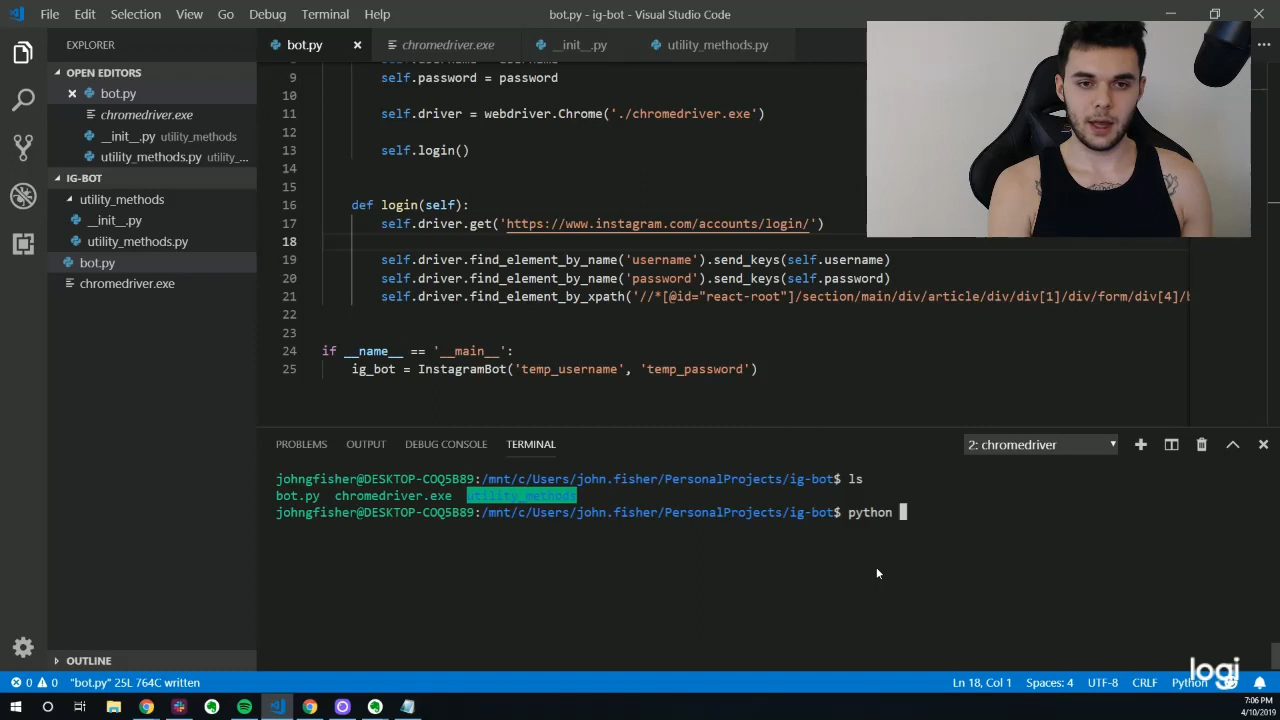 File Edit Selection View Go Debug Terminal Help
bot.py - ig-bot - Visual Studio Code
EXPLORER
OPEN EDITORS
bot.py
chromedriver.exe
__init__.py utility_methods
utility_methods.py utility_...
IG-BOT
utility_methods
__init__.py
utility_methods.py
bot.py
chromedriver.exe
OUTLINE
bot.py chromedriver.exe __init__.py utility_methods.py
9 self.password = password
10
11 self.driver = webdriver.Chrome('./chromedriver.exe')
12
13 self.login()
14
15
16 def login(self):
17 self.driver.get('https://www.instagram.com/accounts/login/')
18
19 self.driver.find_element_by_name('username').send_keys(self.username)
20 self.driver.find_element_by_name('password').send_keys(self.password)
21 self.driver.find_element_by_xpath('//*[@id="react-root"]/section/main/div/article/div/div[1]/div/form/div[4]/b
22
23
24 if __name__ == '__main__':
25 ig_bot = InstagramBot('temp_username', 'temp_password')
PROBLEMS OUTPUT DEBUG CONSOLE TERMINAL
2: chromedriver
johngfisher@DESKTOP-COQ5B89:/mnt/c/Users/john.fisher/PersonalProjects/ig-bot$ ls
bot.py chromedriver.exe utility_methods
johngfisher@DESKTOP-COQ5B89:/mnt/c/Users/john.fisher/PersonalProjects/ig-bot$ python
logi
0 0 "bot.py" 25L 764C written
Ln 18, Col 1 Spaces: 4 UTF-8 CRLF Python
7:06 PM
4/10/2019